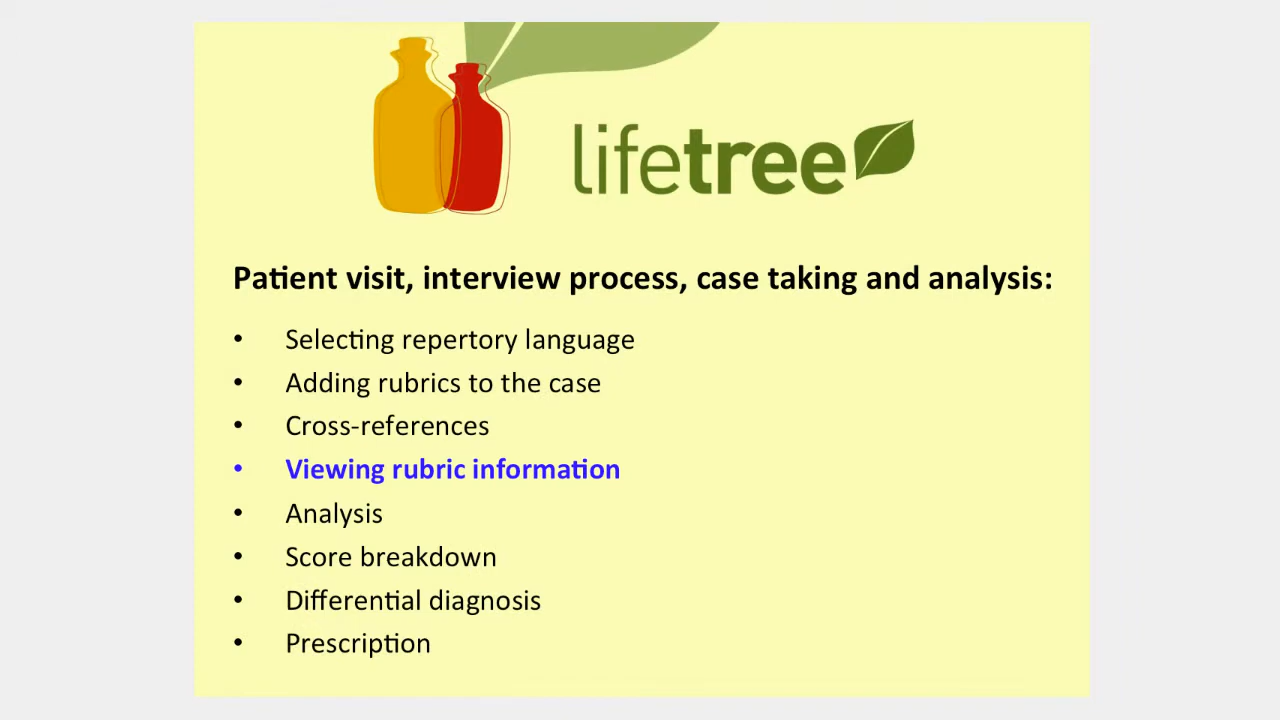 lifetree
Patient visit, interview process, case taking and analysis:
• Selecting repertory language
• Adding rubrics to the case
• Cross-references
• Viewing rubric information
• Analysis
• Score breakdown
• Differential diagnosis
• Prescription